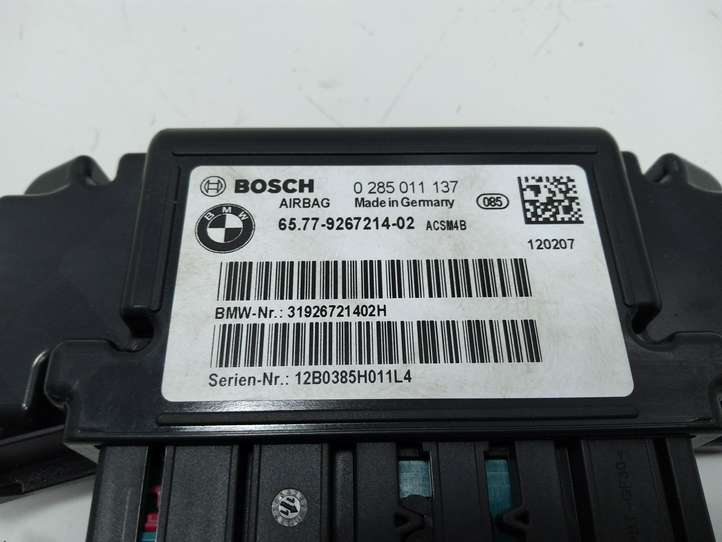 BOSCH 0 285 011 137
AIRBAG Made in Germany 085
BMW 65.77-9267214-02 ACSM4B
120207
BMW-Nr.: 31926721402H
Serien-Nr.: 12B0385H011L4